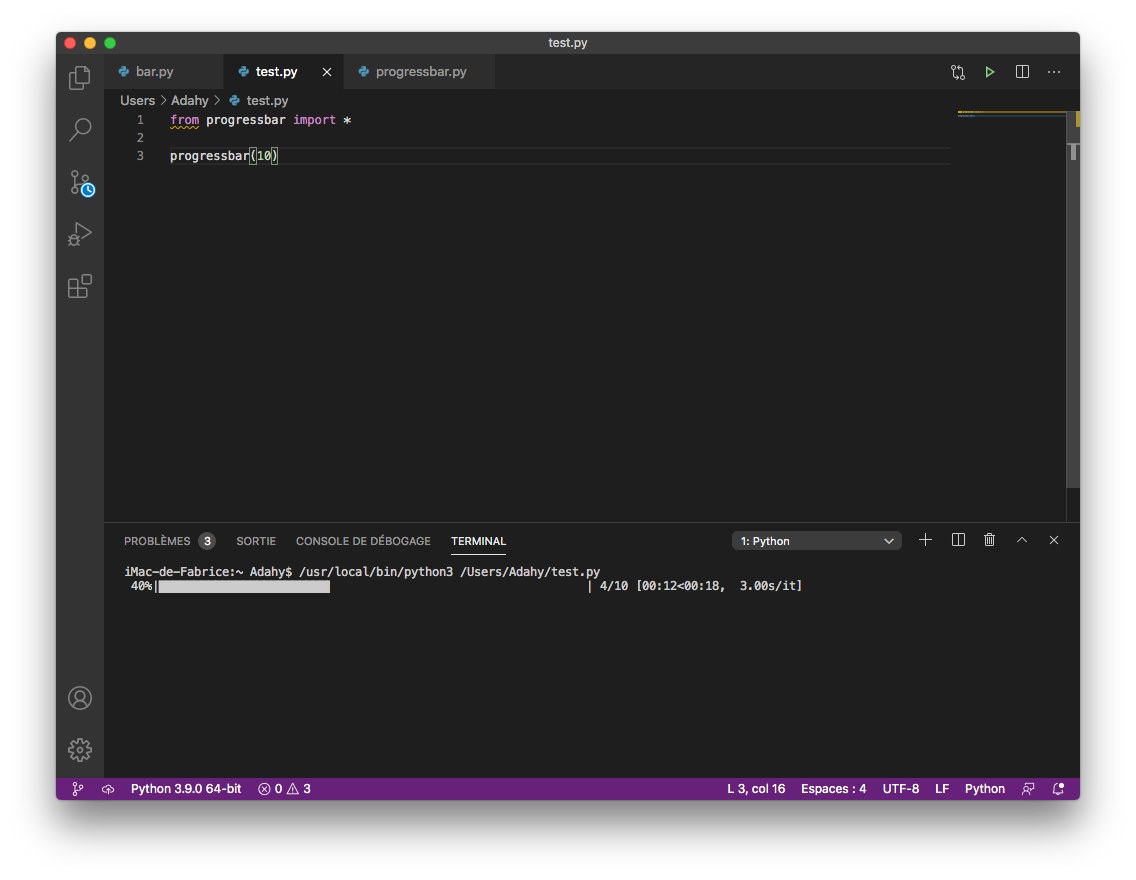 test.py
bar.py test.py progressbar.py
Users > Adahy > test.py
1 from progressbar import *
2
3 progressbar(10)
PROBLÈMES 3 SORTIE CONSOLE DE DÉBOGAGE TERMINAL 1: Python
iMac-de-Fabrice:~ Adahy$ /usr/local/bin/python3 /Users/Adahy/test.py
40%| | 4/10 [00:12<00:18, 3.00s/it]
Python 3.9.0 64-bit 0 3 L 3, col 16 Espaces : 4 UTF-8 LF Python